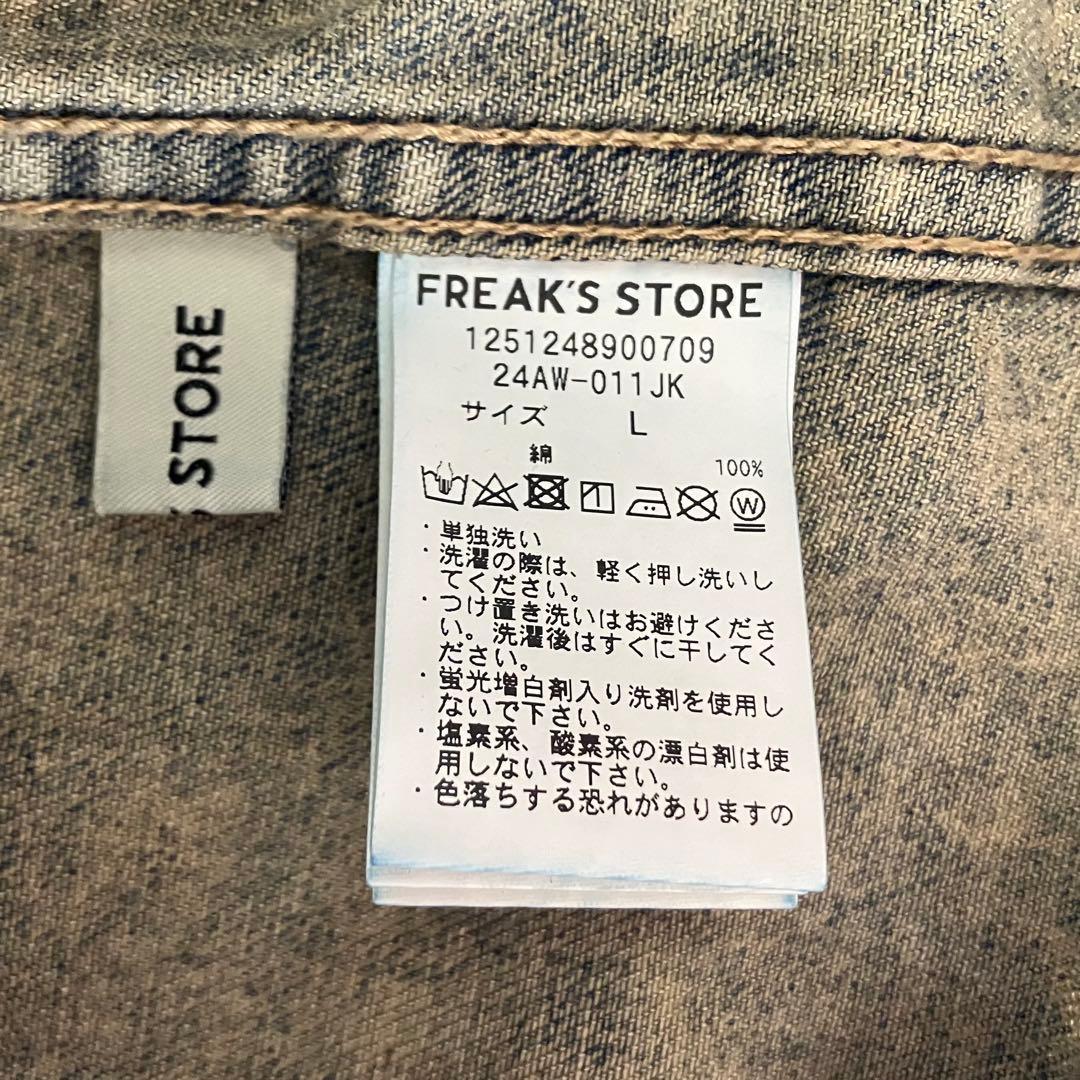 STORE
FREAK'S STORE
1251248900709
24AW-011JK
サイズ L
綿
100%
W
・単独洗い
・洗濯の際は、軽く押し洗いし
てください。
・つけ置き洗いはお避けくださ
い。洗濯後はすぐに干してく
ださい。
・蛍光増白剤入り洗剤を使用し
ないで下さい。
・塩素系、酸素系の漂白剤は使
用しないで下さい。
・色落ちする恐れがありますの